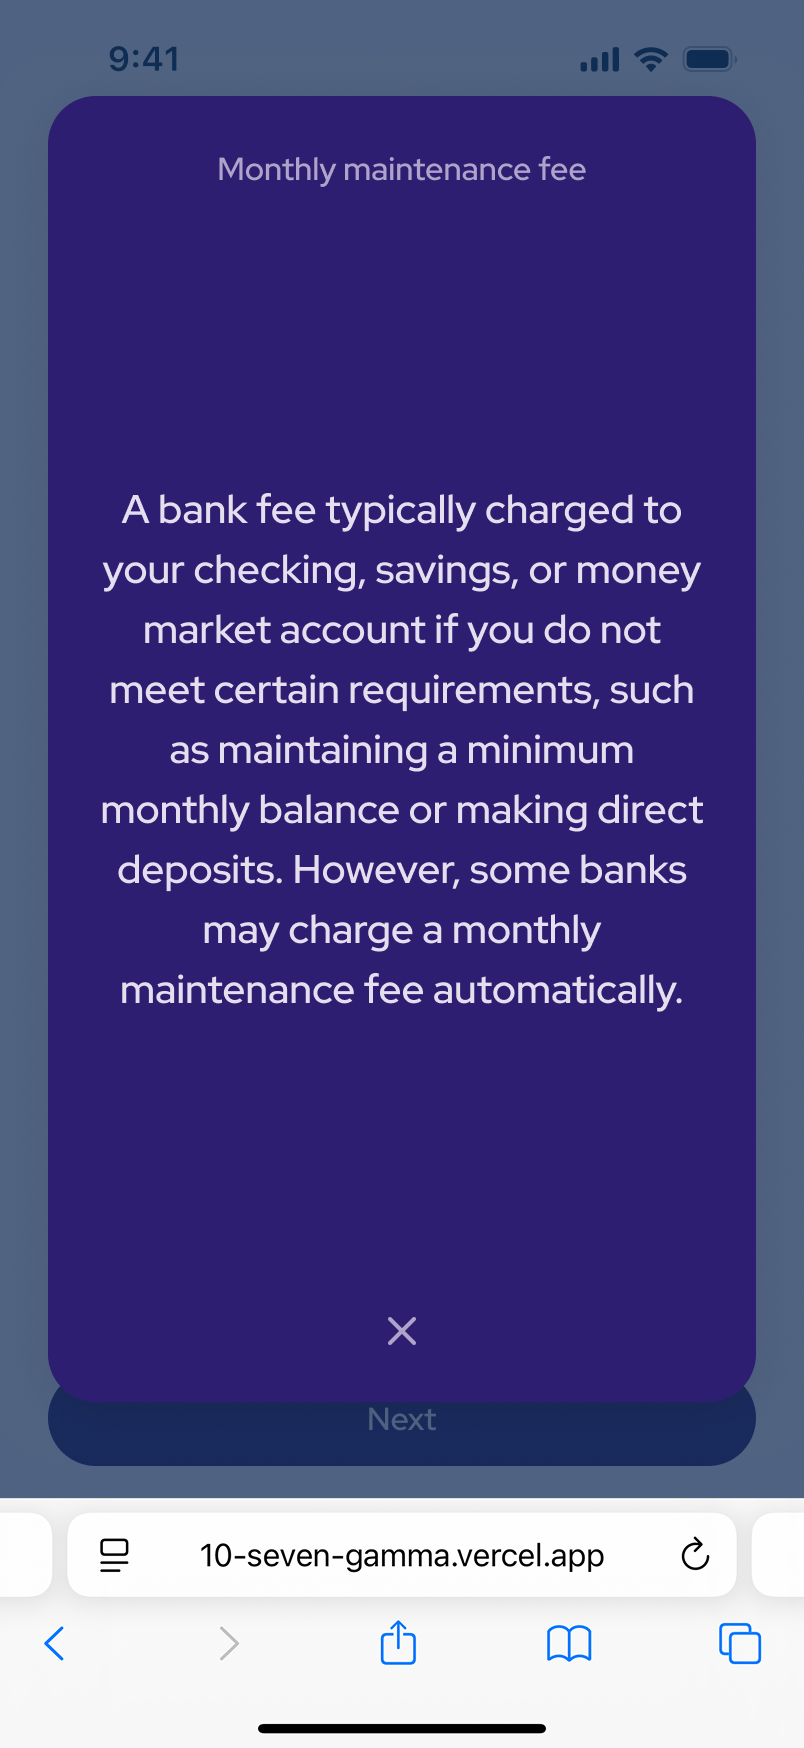 9:41
Monthly maintenance fee
A bank fee typically charged to
your checking, savings, or money
market account if you do not
meet certain requirements, such
as maintaining a minimum
monthly balance or making direct
deposits. However, some banks
may charge a monthly
maintenance fee automatically.
Next
10-seven-gamma.vercel.app